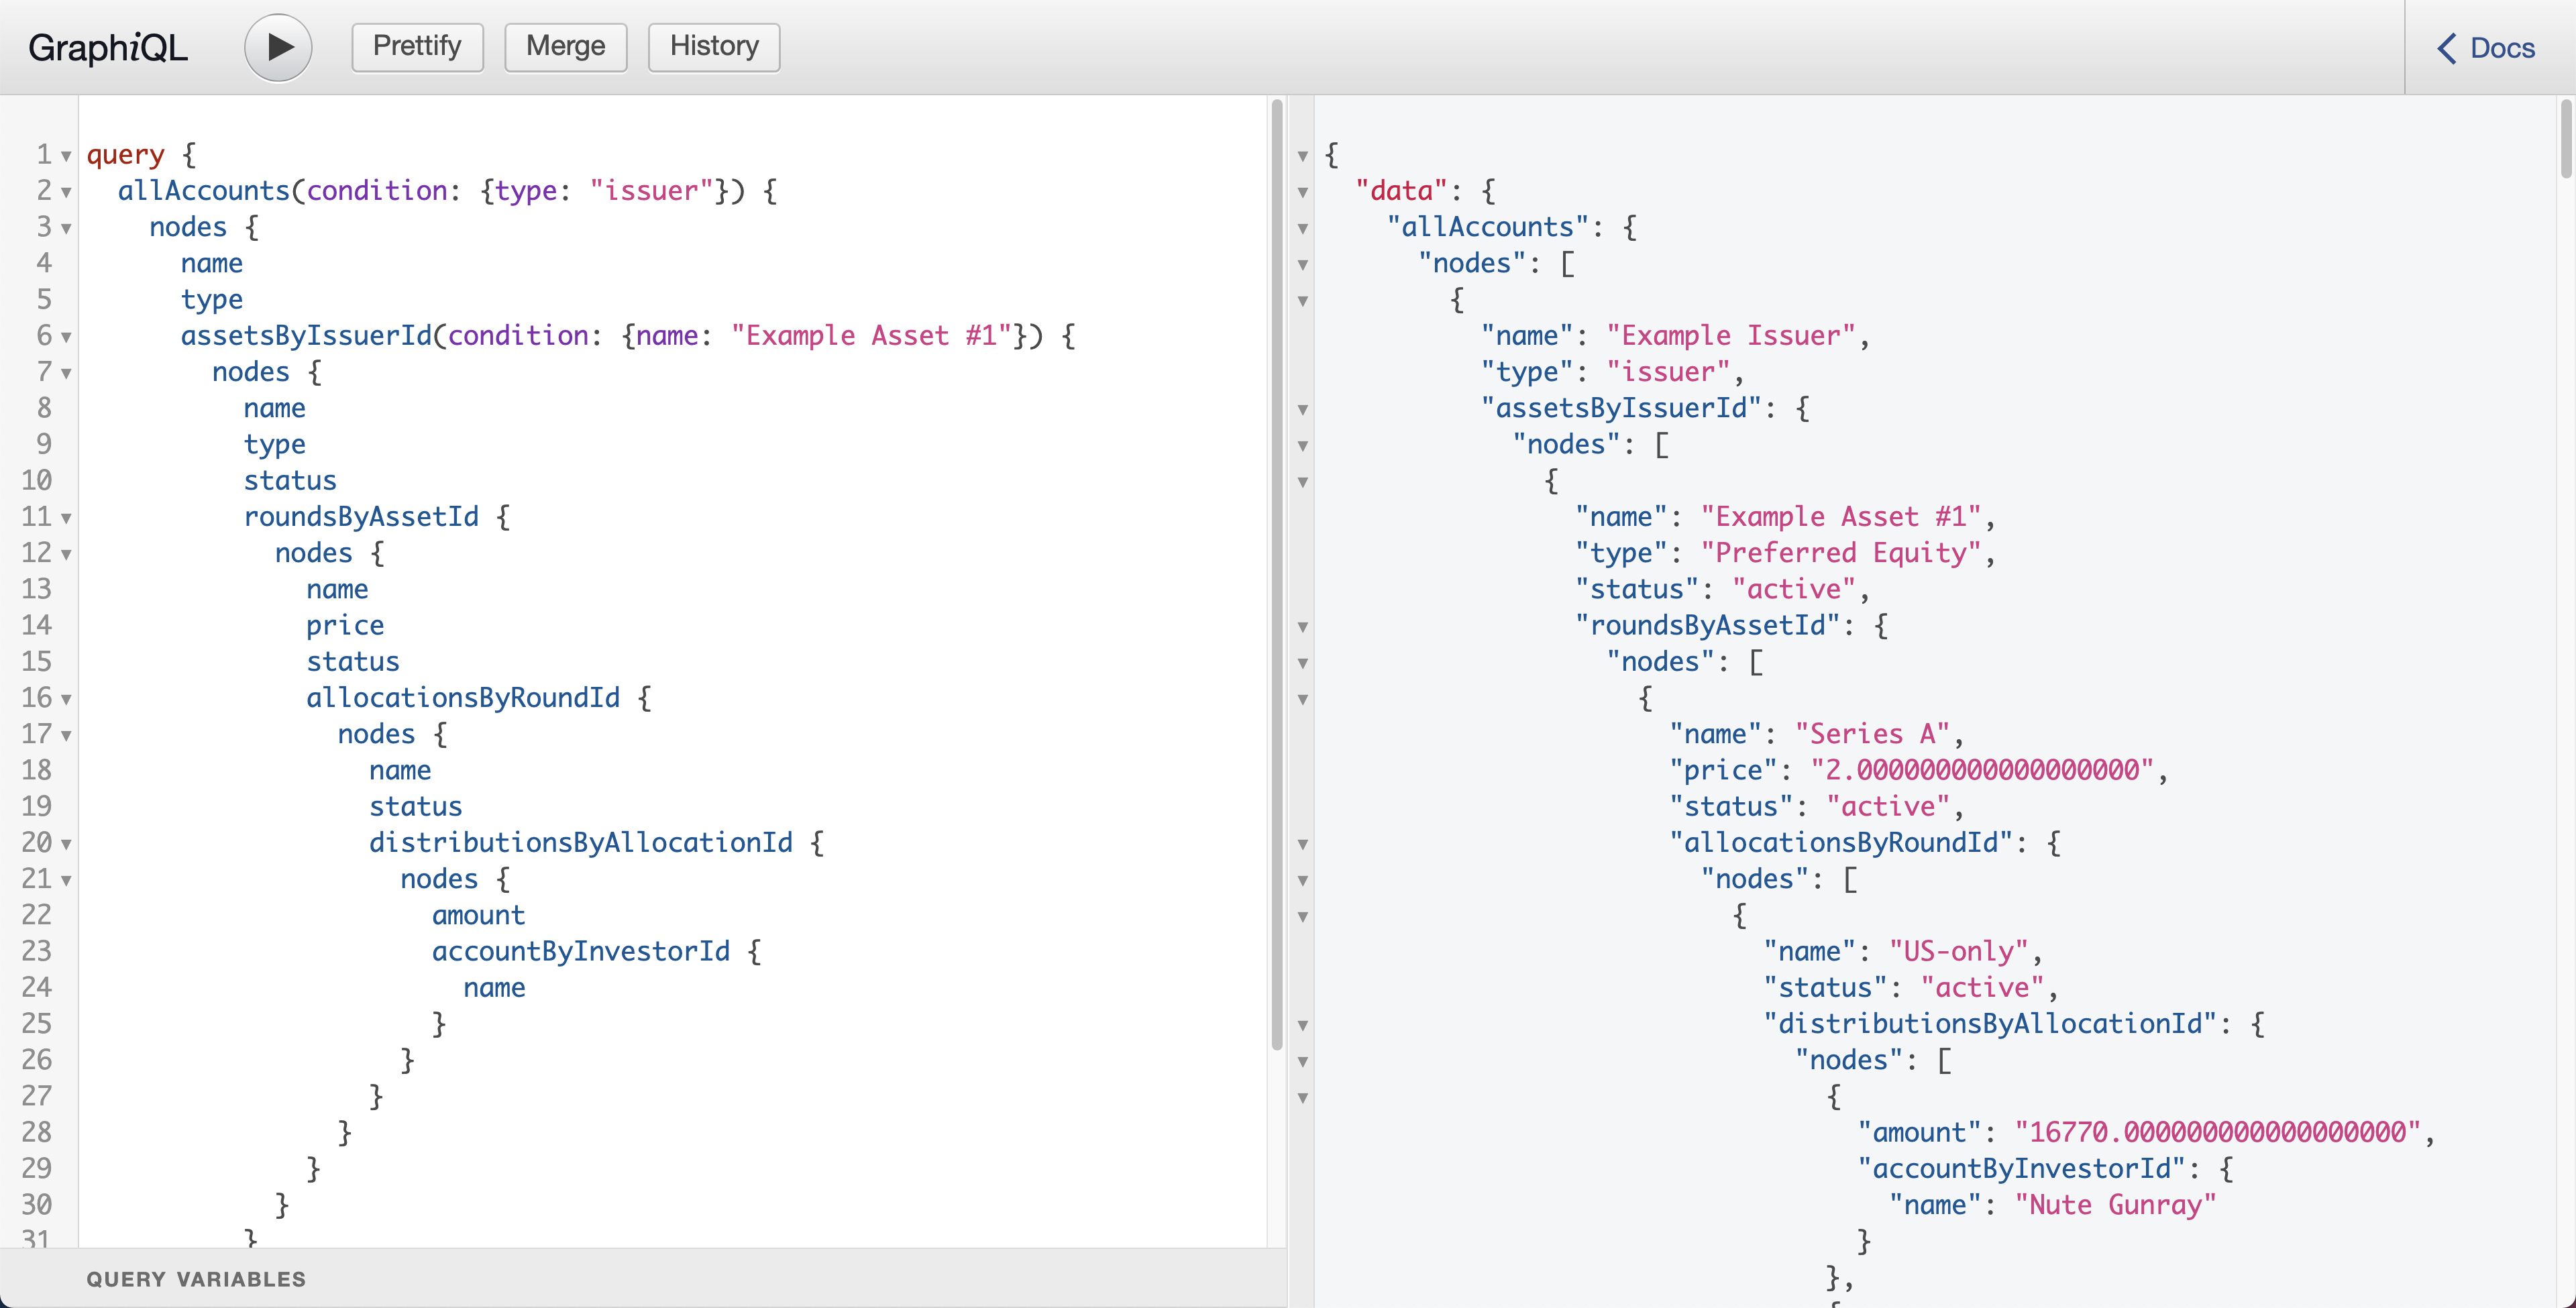 GraphiQL
Prettify
Merge
History
Docs
1 query {
2 allAccounts(condition: {type: "issuer"}) {
3 nodes {
4 name
5 type
6 assetsByIssuerId(condition: {name: "Example Asset #1"}) {
7 nodes {
8 name
9 type
10 status
11 roundsByAssetId {
12 nodes {
13 name
14 price
15 status
16 allocationsByRoundId {
17 nodes {
18 name
19 status
20 distributionsByAllocationId {
21 nodes {
22 amount
23 accountByInvestorId {
24 name
25 }
26 }
27 }
28 }
29 }
30 }
31 }
QUERY VARIABLES
{
"data": {
"allAccounts": {
"nodes": [
{
"name": "Example Issuer",
"type": "issuer",
"assetsByIssuerId": {
"nodes": [
{
"name": "Example Asset #1",
"type": "Preferred Equity",
"status": "active",
"roundsByAssetId": {
"nodes": [
{
"name": "Series A",
"price": "2.000000000000000000",
"status": "active",
"allocationsByRoundId": {
"nodes": [
{
"name": "US-only",
"status": "active",
"distributionsByAllocationId": {
"nodes": [
{
"amount": "16770.000000000000000000",
"accountByInvestorId": {
"name": "Nute Gunray"
}
},
{